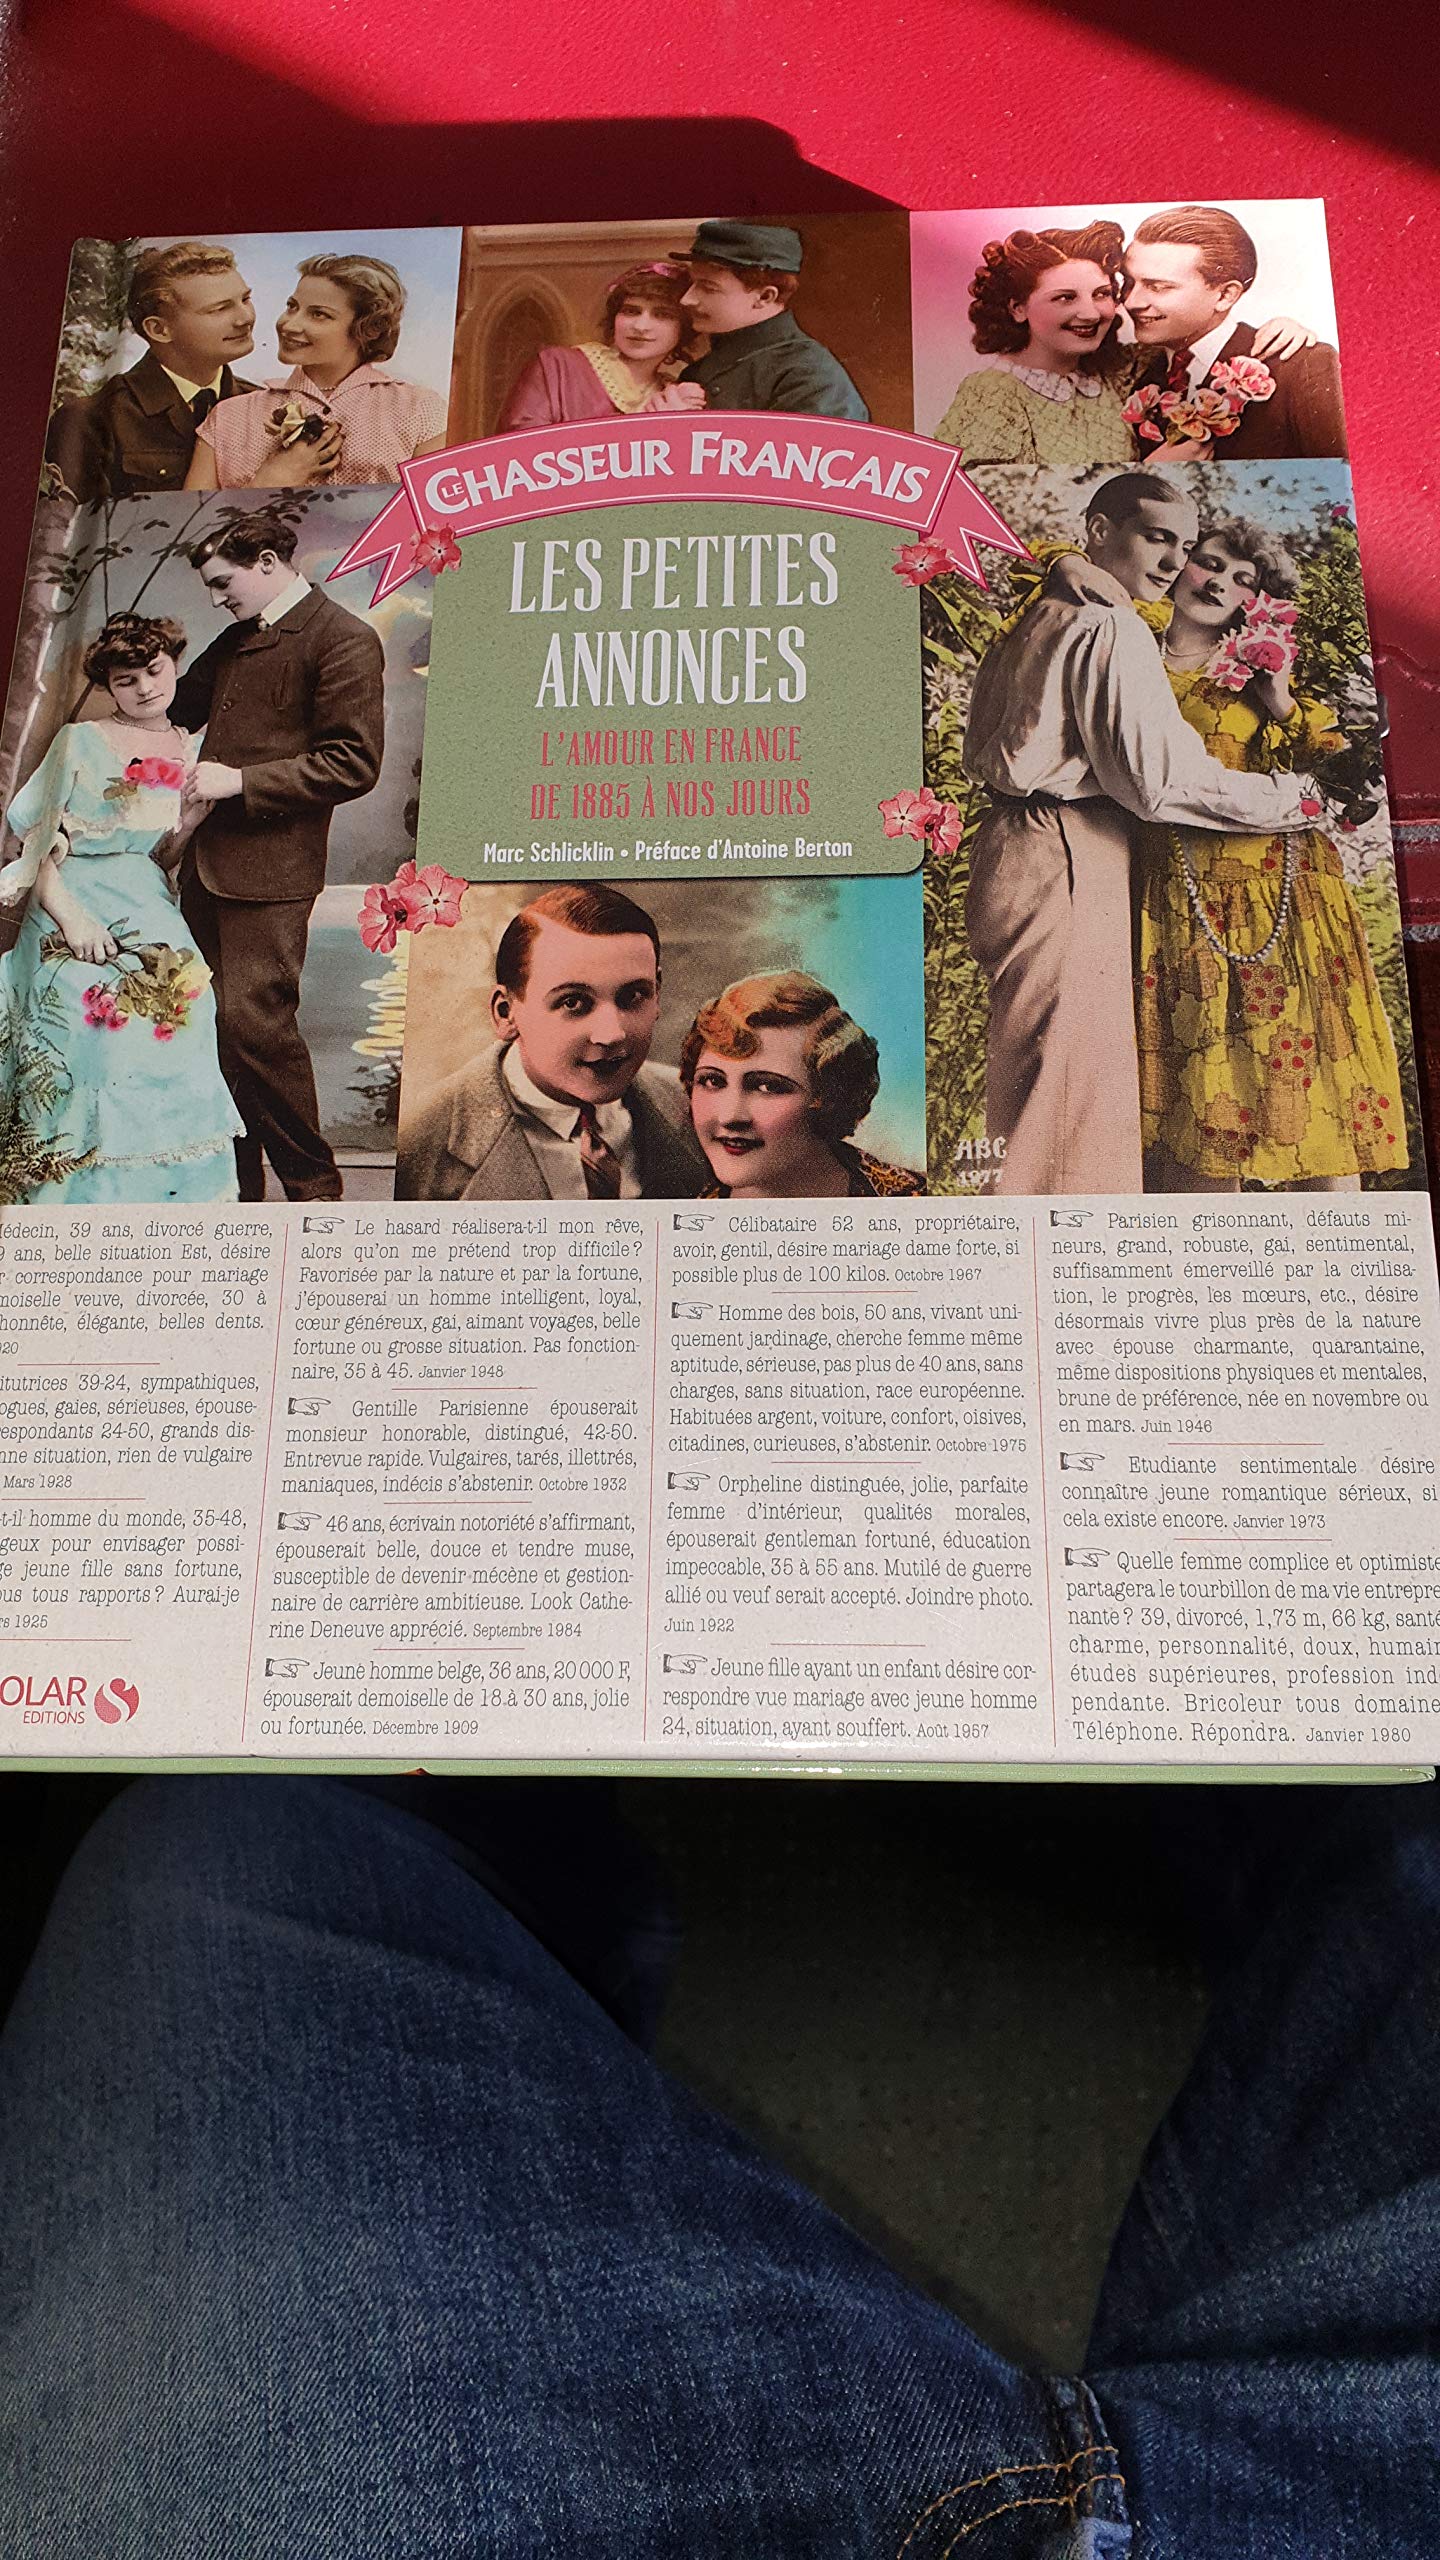 LE CHASSEUR FRANÇAIS
LES PETITES
ANNONCES
L'AMOUR EN FRANCE
DE 1885 À NOS JOURS
Marc Schlicklin • Préface d'Antoine Berton
ABC
1977
39 ans, divorcé guerre,
ans, belle situation Est, désire
correspondance pour mariage
veuve, divorcée, 30 à
honnête, élégante, belles dents.
39-24, sympathiques,
gaies, sérieuses, épouse-
24-50, grands dis-
situation, rien de vulgaire
Mars 1928
homme du monde, 35-48,
pour envisager possi-
jeune fille sans fortune,
tous rapports ? Aurai-je
1925
OLAR
EDITIONS
Le hasard réalisera-t-il mon rêve,
alors qu'on me prétend trop difficile ?
Favorisée par la nature et par la fortune,
j'épouserai un homme intelligent, loyal,
cœur généreux, gai, aimant voyages, belle
fortune ou grosse situation. Pas fonction-
naire, 35 à 45. Janvier 1948
Gentille Parisienne épouserait
monsieur honorable, distingué, 42-50.
Entrevue rapide. Vulgaires, tarés, illettrés,
maniaques, indécis s'abstenir. Octobre 1932
46 ans, écrivain notoriété s'affirmant,
épouserait belle, douce et tendre muse,
susceptible de devenir mécène et gestion-
naire de carrière ambitieuse. Look Cathe-
rine Deneuve apprécié. Septembre 1984
Jeune homme belge, 36 ans, 20 000 F,
épouserait demoiselle de 18 à 30 ans, jolie
ou fortunée. Décembre 1909
Célibataire 52 ans, propriétaire,
avoir, gentil, désire mariage dame forte, si
possible plus de 100 kilos. Octobre 1967
Homme des bois, 50 ans, vivant uni-
quement jardinage, cherche femme même
aptitude, sérieuse, pas plus de 40 ans, sans
charges, sans situation, race européenne.
Habituées argent, voiture, confort, oisives,
citadines, curieuses, s'abstenir. Octobre 1975
Orpheline distinguée, jolie, parfaite
femme d'intérieur, qualités morales,
épouserait gentleman fortuné, éducation
impeccable, 35 à 55 ans. Mutilé de guerre
allié ou veuf serait accepté. Joindre photo.
Juin 1922
Jeune fille ayant un enfant désire cor-
respondre vue mariage avec jeune homme
24, situation, ayant souffert. Août 1957
Parisien grisonnant, défauts mi-
neurs, grand, robuste, gai, sentimental,
suffisamment émerveillé par la civilisa-
tion, le progrès, les mœurs, etc., désire
désormais vivre plus près de la nature
avec épouse charmante, quarantaine,
même dispositions physiques et mentales,
brune de préférence, née en novembre ou
en mars. Juin 1946
Etudiante sentimentale désire
connaître jeune romantique sérieux, si
cela existe encore. Janvier 1973
Quelle femme complice et optimiste
partagera le tourbillon de ma vie entrepre
nante ? 39, divorcé, 1,73 m, 66 kg, santé
charme, personnalité, doux, humain
études supérieures, profession indé
pendante. Bricoleur tous domaine
Téléphone. Répondra. Janvier 1980